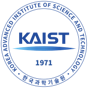 KOREA ADVANCED INSTITUTE OF SCIENCE AND TECHNOLOGY
KAIST
1971
한국과학기술원